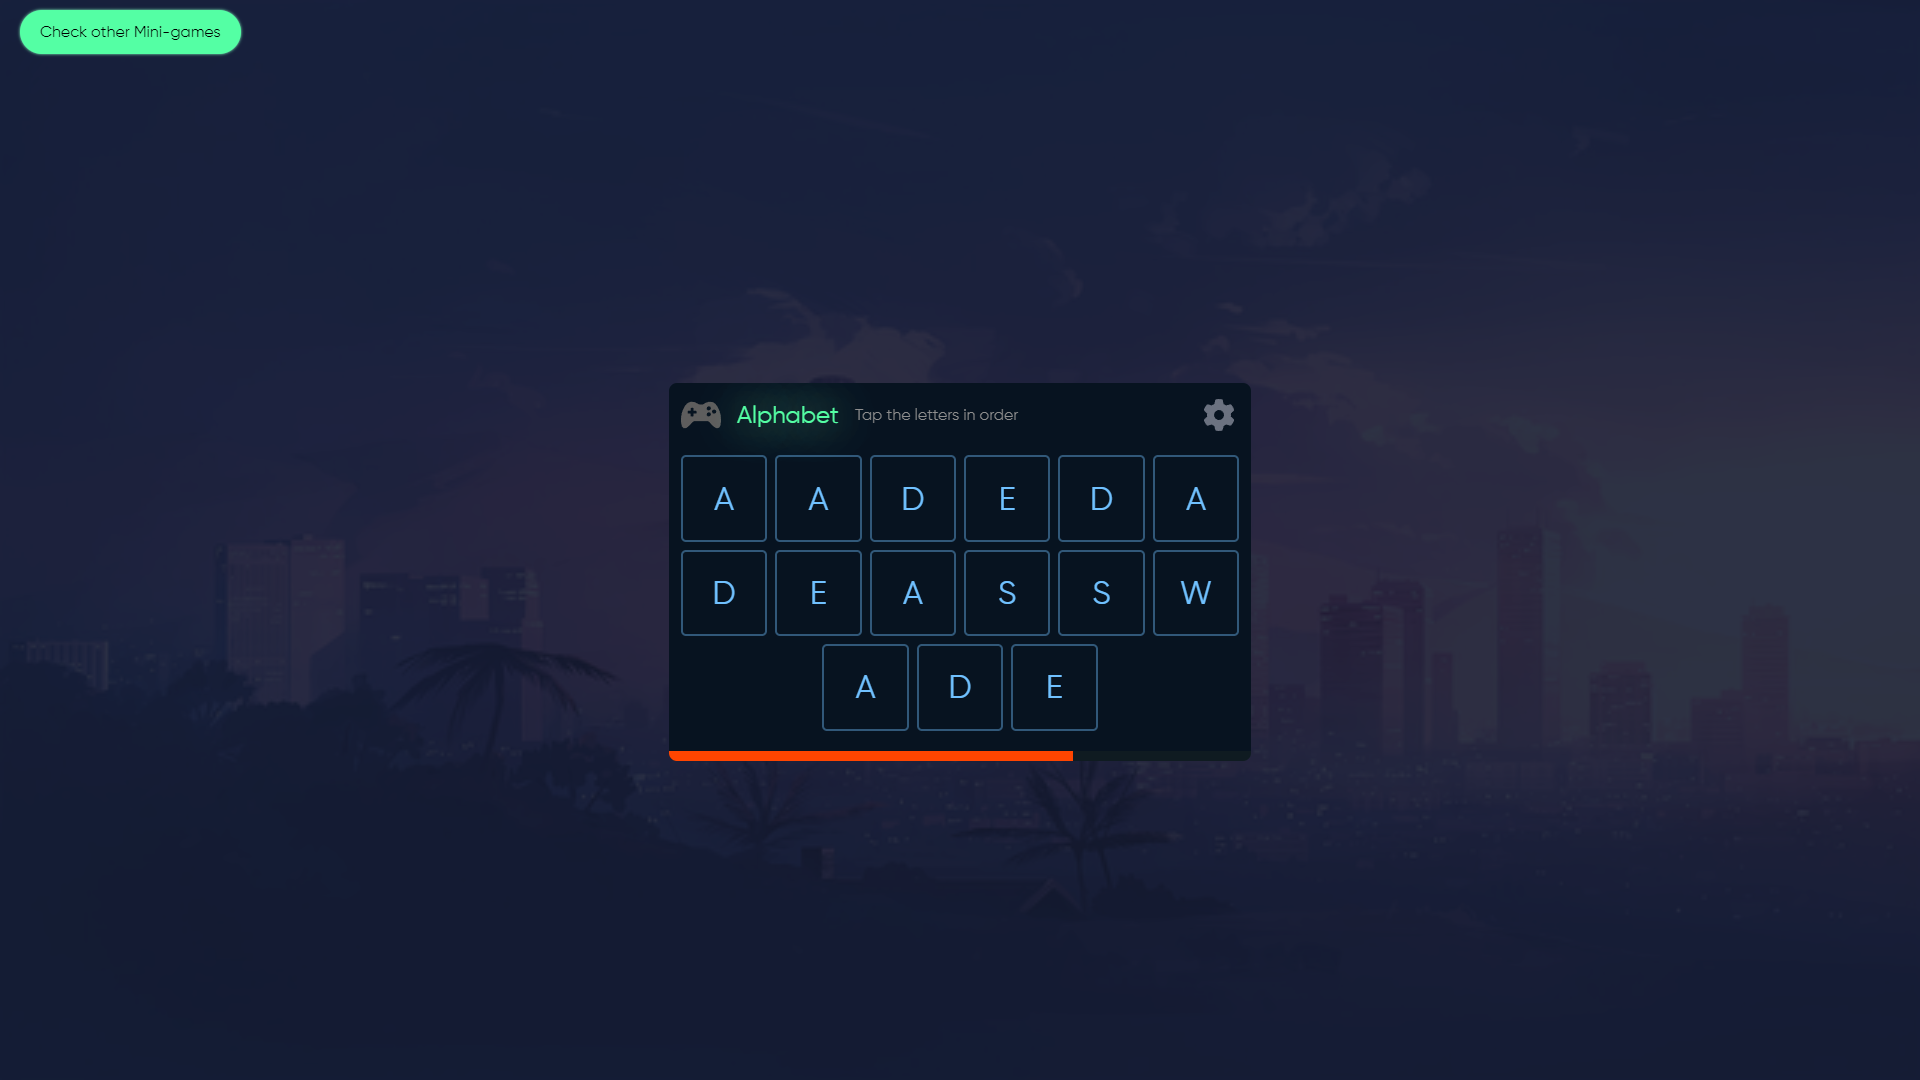 Check other Mini-games
Alphabet Tap the letters in order
A A D E D A
D E A S S W
A D E